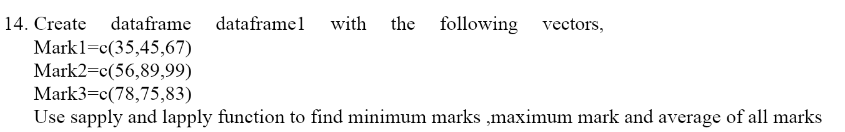 14. Create dataframe dataframe1 with the following vectors,
Mark1=c(35,45,67)
Mark2=c(56,89,99)
Mark3=c(78,75,83)
Use sapply and lapply function to find minimum marks ,maximum mark and average of all marks